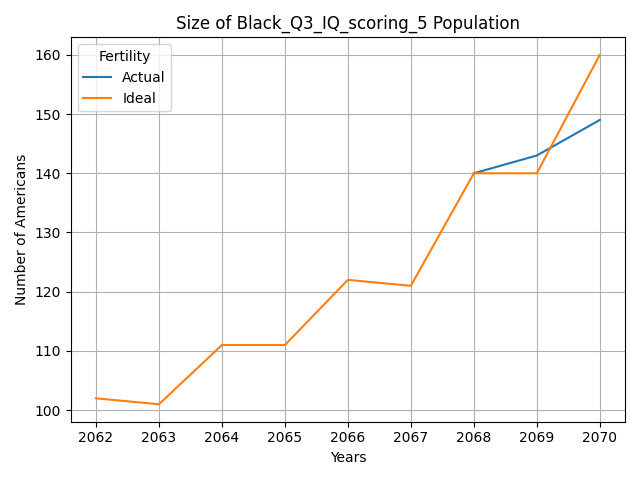 Size of Black_Q3_IQ_scoring_5 Population
Fertility
Actual
Ideal
Number of Americans
160
150
140
130
120
110
100
2062 2063 2064 2065 2066 2067 2068 2069 2070
Years